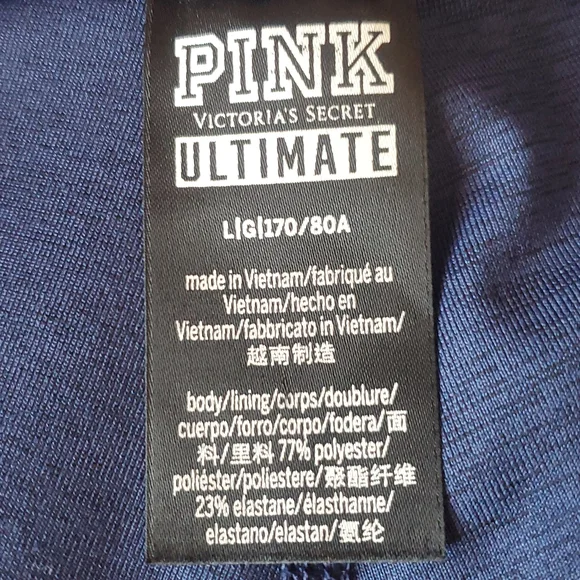 PINK
VICTORIA'S SECRET
ULTIMATE
L|G|170/80A
made in Vietnam/fabriqué au
Vietnam/hecho en
Vietnam/fabbricato in Vietnam/
越南制造
body/lining/corps/doublure/
cuerpo/forro/corpo/fodera/面
料/里料 77% polyester/
poliéster/poliestere/聚酯纤维
23% elastane/élasthanne/
elastano/elastan/氨纶